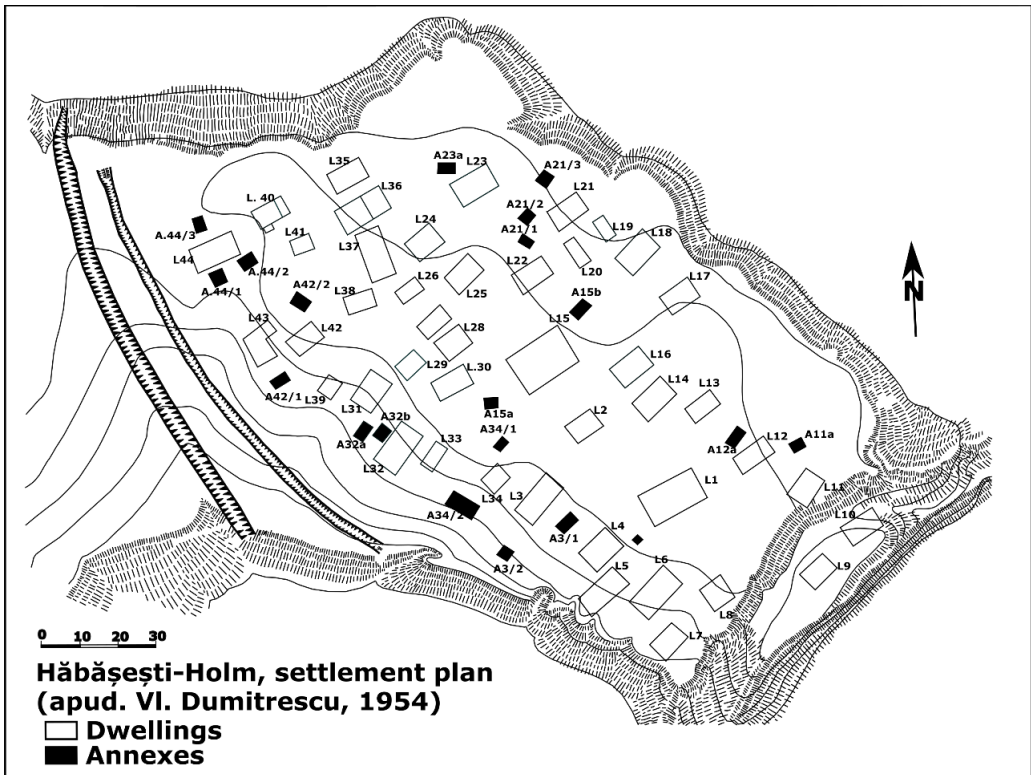 L35
A23a
L23
A21/3
L36
A21/2
L21
L. 40
A21/1
L24
L19
A.44/3
L41
L37
L18
L44
L20
A.44/2
L22
A42/2
L26
L17
A.44/1
L25
L38
A15b
L43
L15
L42
L28
L16
L29
L.30
L14
L13
A42/1
L39
L31
A15a
A32b
L2
A34/1
A32a
L12
A11a
A12a
L33
L32
L1
L11
L34
L3
A34/2
L10
L4
A3/1
A3/2
L5
L6
L9
L8
L7
N
0 10 20 30
Hăbășești-Holm, settlement plan
(apud. Vl. Dumitrescu, 1954)
Dwellings
Annexes